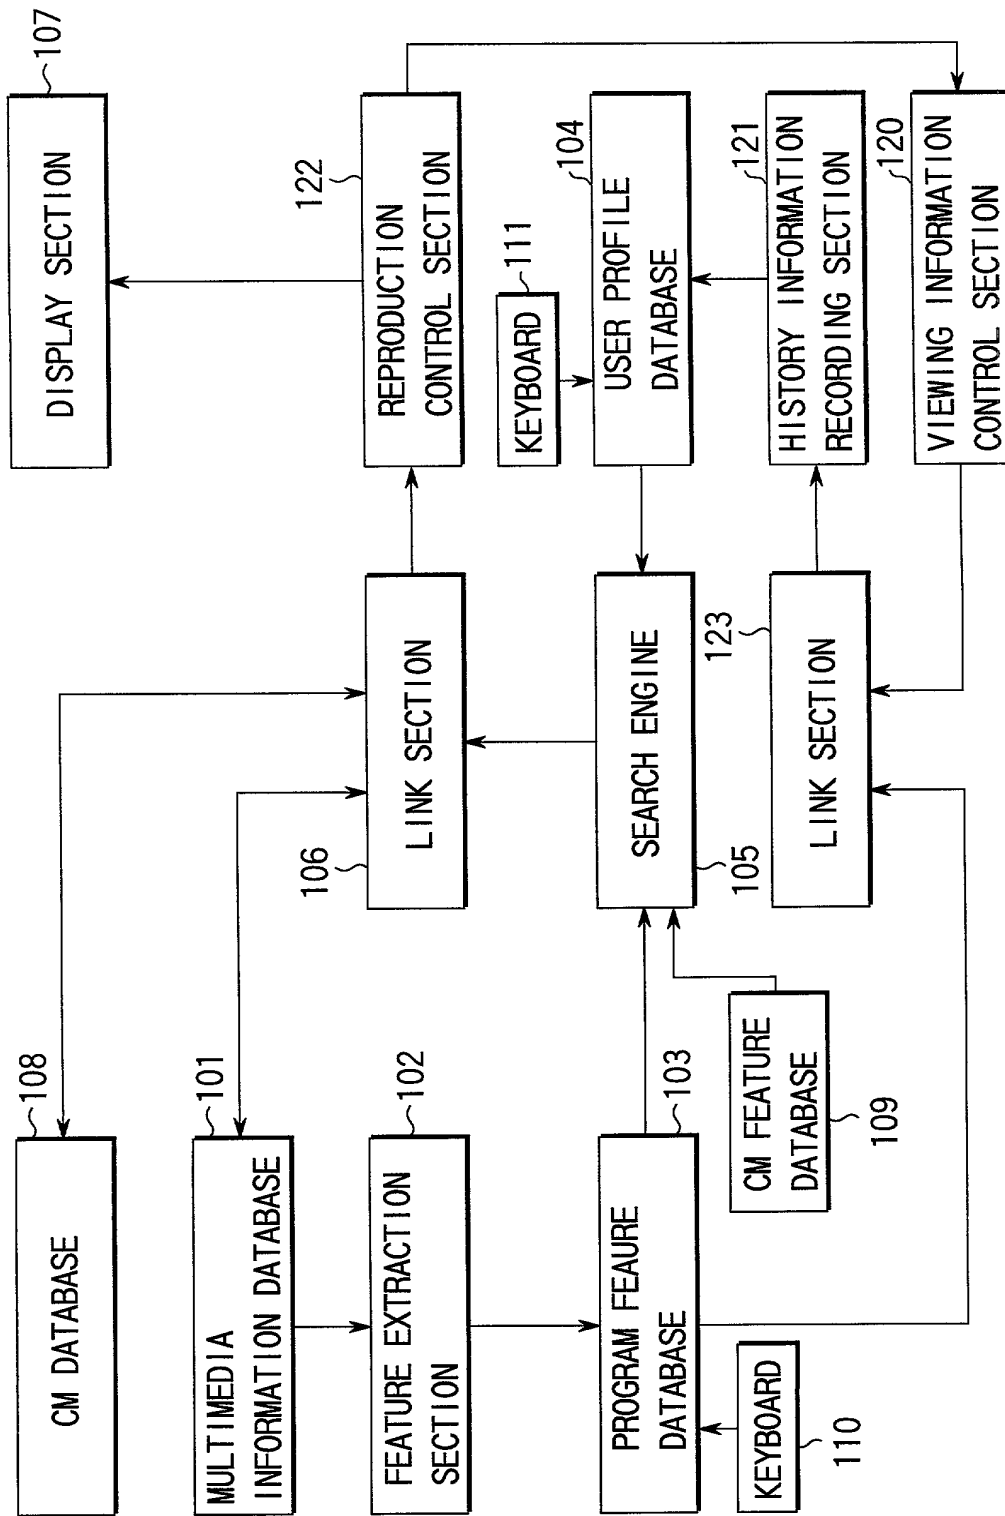 108
CM DATABASE
101
MULTIMEDIA
INFORMATION DATABASE
102
FEATURE EXTRACTION
SECTION
103
PROGRAM FEAURE
DATABASE
KEYBOARD
110
CM FEATURE
DATABASE
109
106
LINK SECTION
SEARCH ENGINE
105
123
LINK SECTION
107
DISPLAY SECTION
122
REPRODUCTION
CONTROL SECTION
111
KEYBOARD
104
USER PROFILE
DATABASE
121
HISTORY INFORMATION
RECORDING SECTION
120
VIEWING INFORMATION
CONTROL SECTION